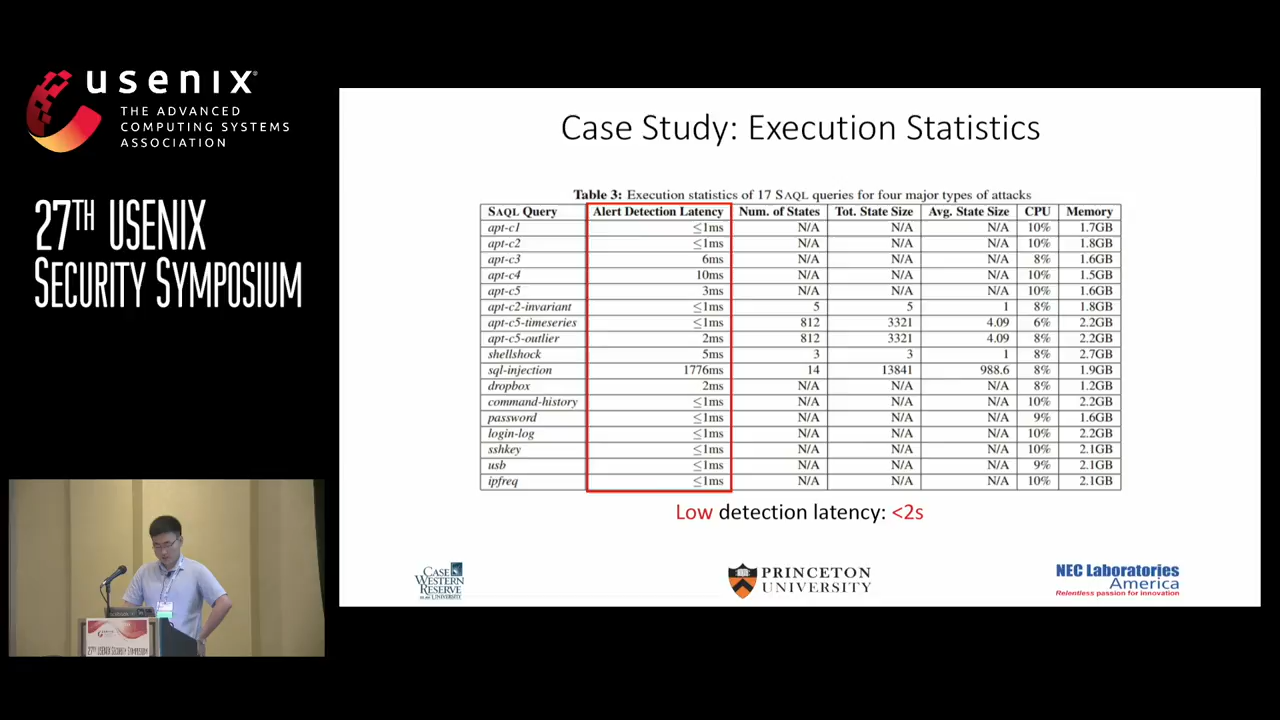 usenix
THE ADVANCED
COMPUTING SYSTEMS
ASSOCIATION
27TH USENIX
SECURITY SYMPOSIUM
Case Study: Execution Statistics
Table 3: Execution statistics of 17 SAQL queries for four major types of attacks
SAQL Query Alert Detection Latency Num. of States Tot. State Size Avg. State Size CPU Memory
apt-c1 ≤1ms N/A N/A N/A 10% 1.7GB
apt-c2 ≤1ms N/A N/A N/A 10% 1.8GB
apt-c3 6ms N/A N/A N/A 8% 1.6GB
apt-c4 10ms N/A N/A N/A 10% 1.5GB
apt-c5 3ms N/A N/A N/A 10% 1.6GB
apt-c2-invariant ≤1ms 5 5 1 8% 1.8GB
apt-c5-timeseries ≤1ms 812 3321 4.09 6% 2.2GB
apt-c5-outlier 2ms 812 3321 4.09 8% 2.2GB
shellshock 5ms 3 3 1 8% 2.7GB
sql-injection 1776ms 14 13841 988.6 8% 1.9GB
dropbox 2ms N/A N/A N/A 8% 1.2GB
command-history ≤1ms N/A N/A N/A 10% 2.2GB
password ≤1ms N/A N/A N/A 9% 1.6GB
login-log ≤1ms N/A N/A N/A 10% 2.2GB
sshkey ≤1ms N/A N/A N/A 10% 2.1GB
usb ≤1ms N/A N/A N/A 9% 2.1GB
ipfreq ≤1ms N/A N/A N/A 10% 2.1GB
Low detection latency: <2s
CASE
WESTERN
RESERVE
UNIVERSITY
PRINCETON
UNIVERSITY
NEC Laboratories
America
Relentless passion for innovation
27TH USENIX SECURITY SYMPOSIUM